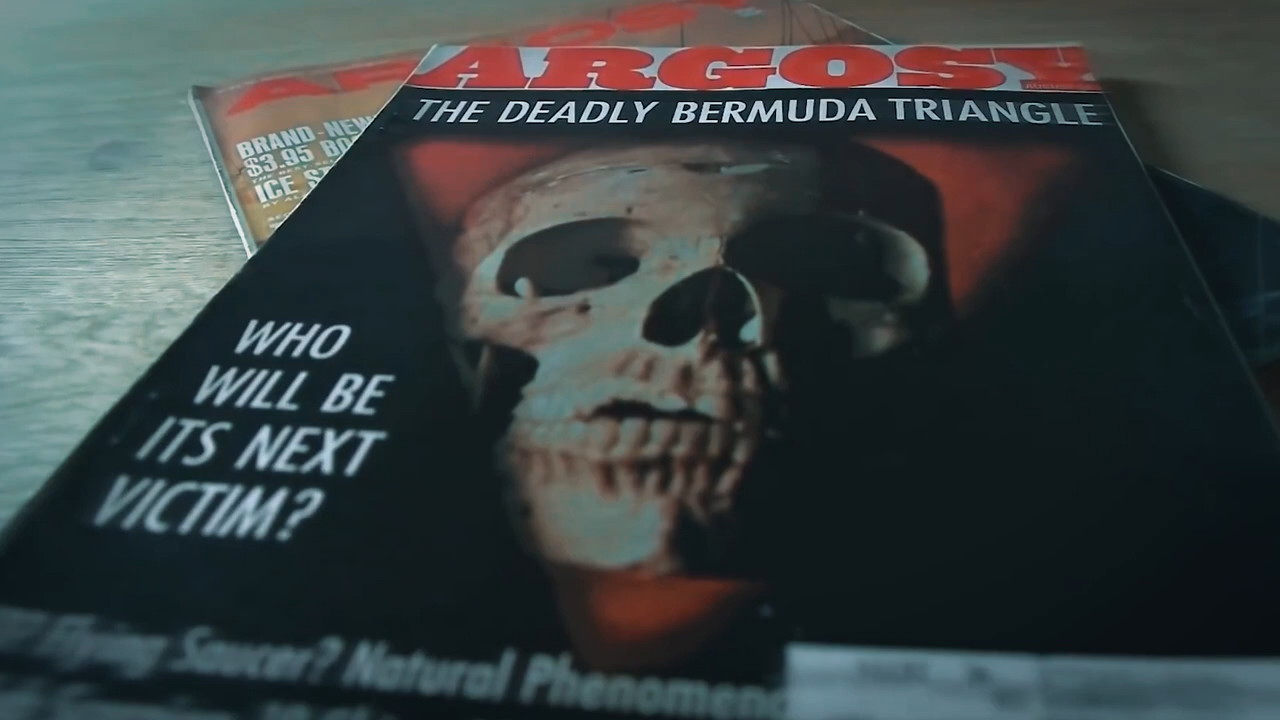 ARGOSY
THE DEADLY BERMUDA TRIANGLE
BRAND-NEW
$3.95
ICE
WHO
WILL BE
ITS NEXT
VICTIM?
Flying Saucer? Natural Phenomeno